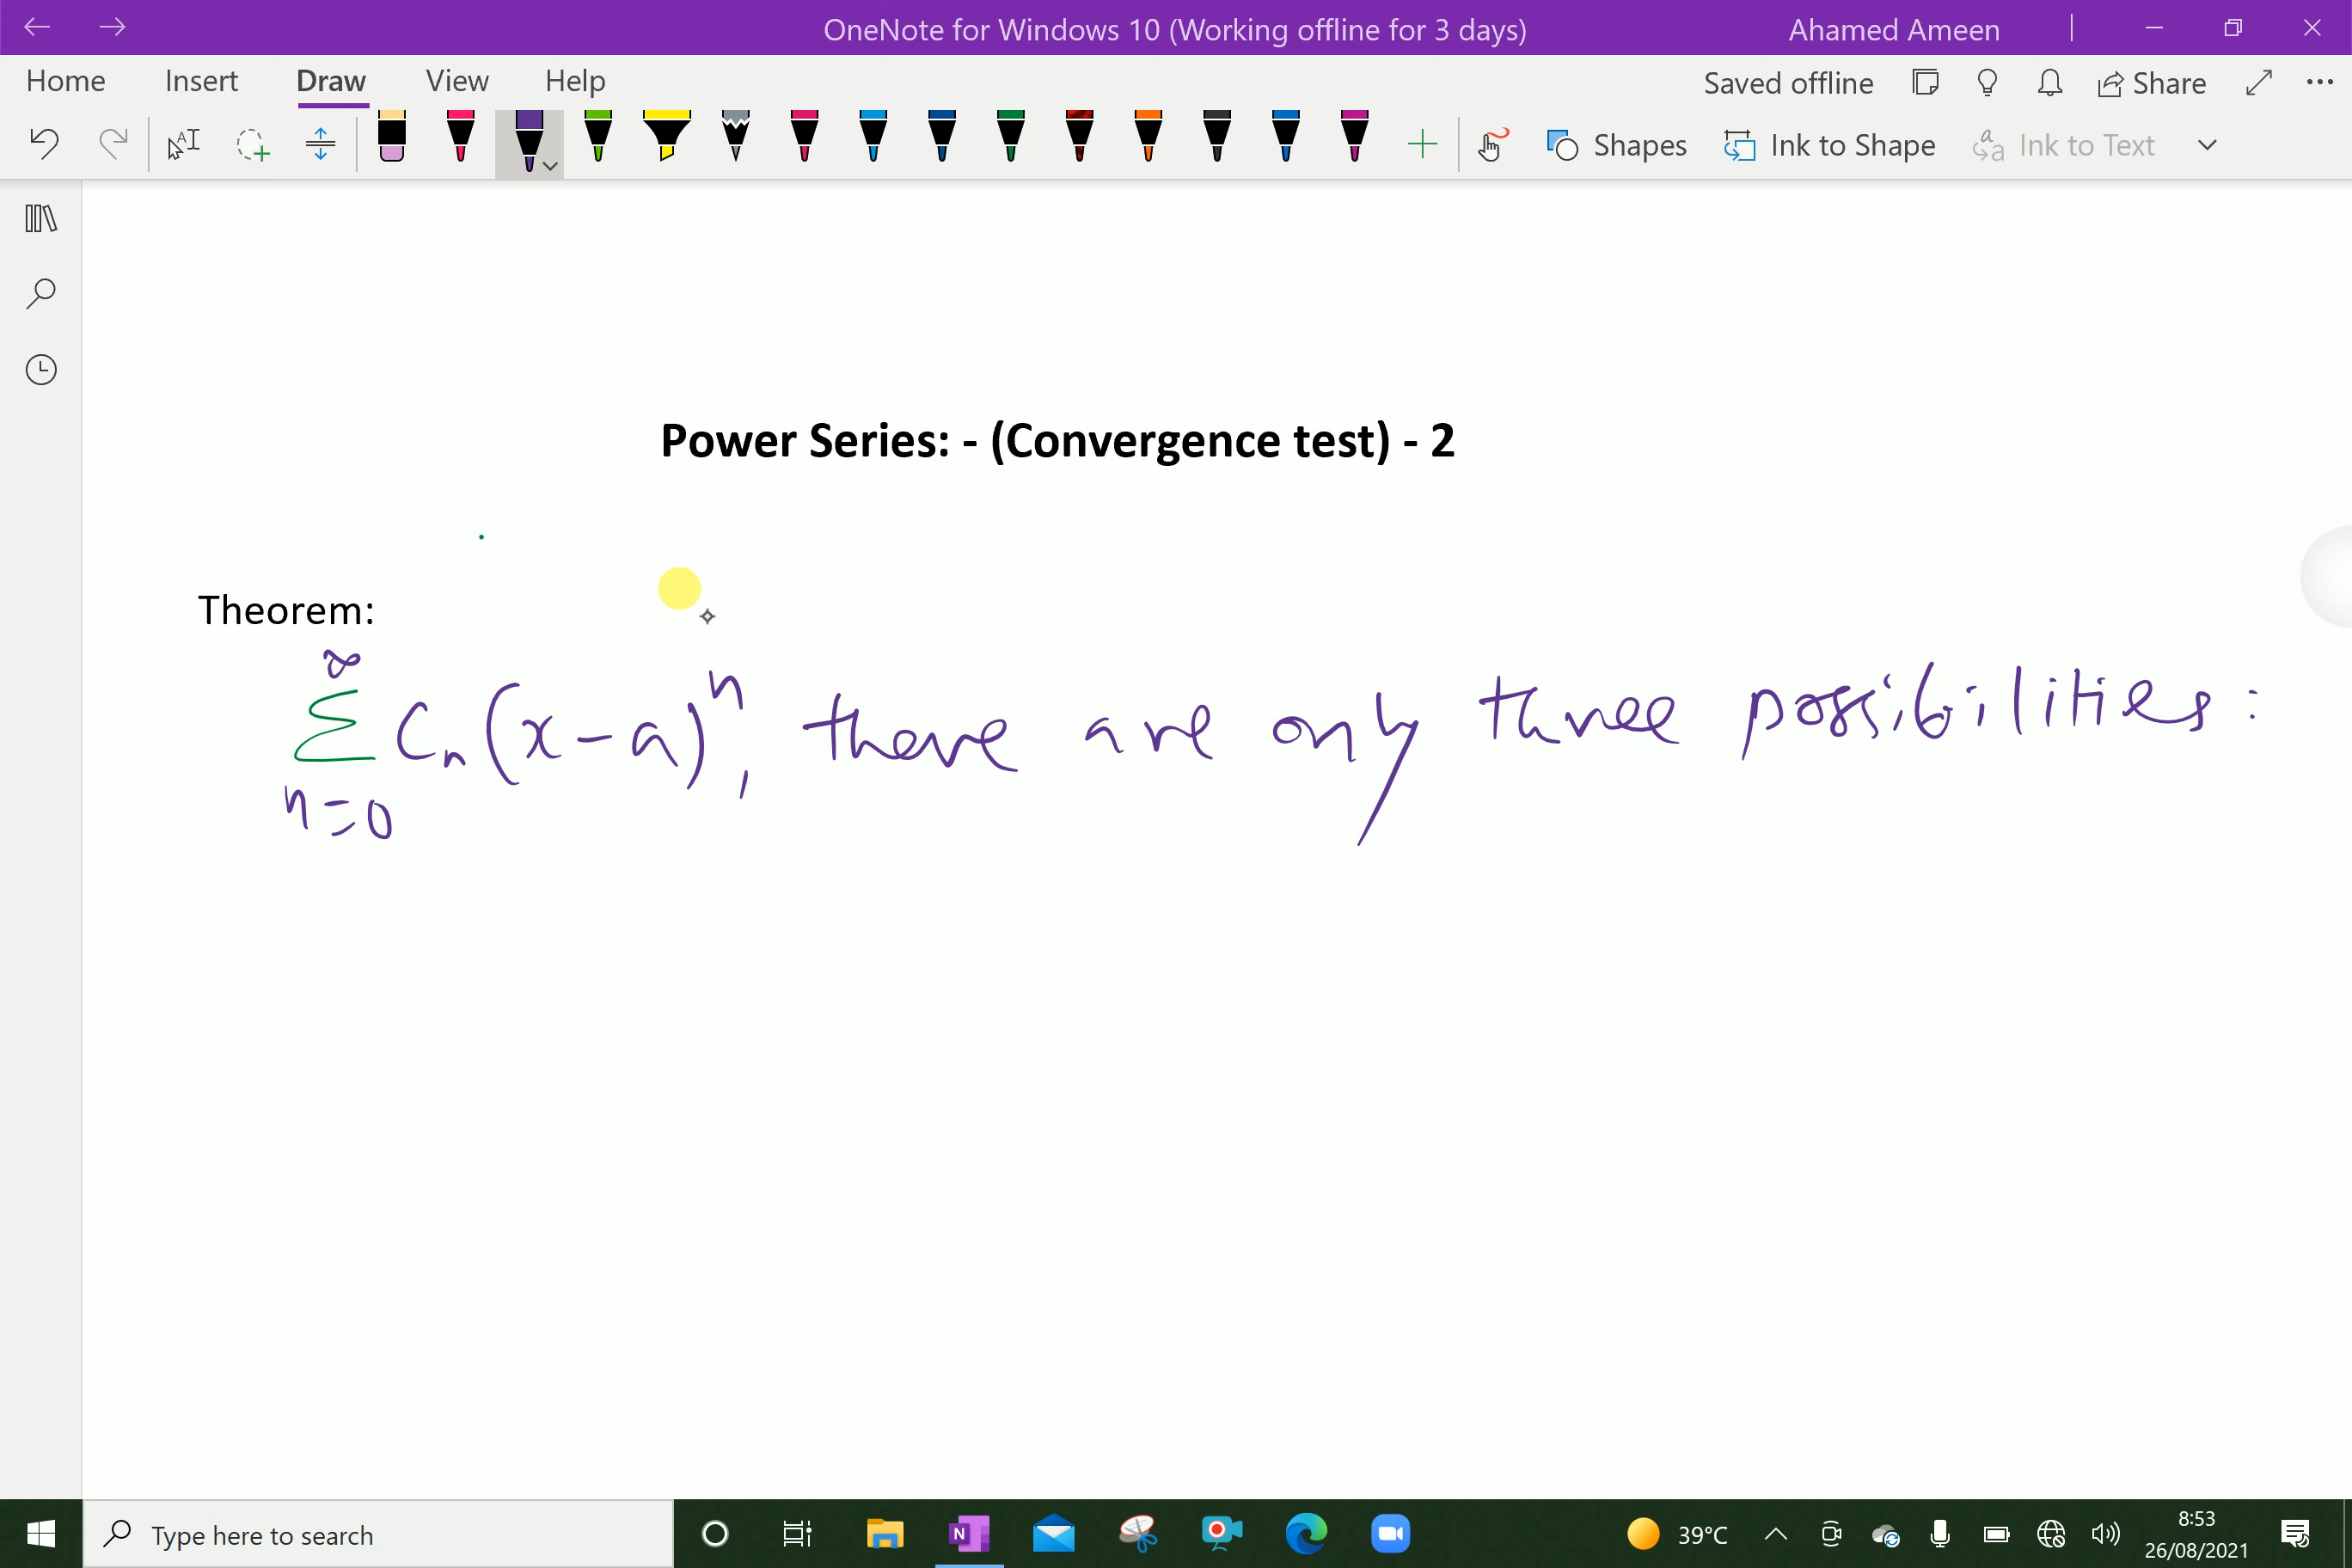 OneNote for Windows 10 (Working offline for 3 days)
Ahamed Ameen
Home Insert Draw View Help
Saved offline
Share
Shapes
Ink to Shape
Ink to Text
Power Series: - (Convergence test) - 2
Theorem:
∞
∑ Cn(x-a)^n, there are only three possibilities:
n=0
Type here to search
39°C
8:53
26/08/2021